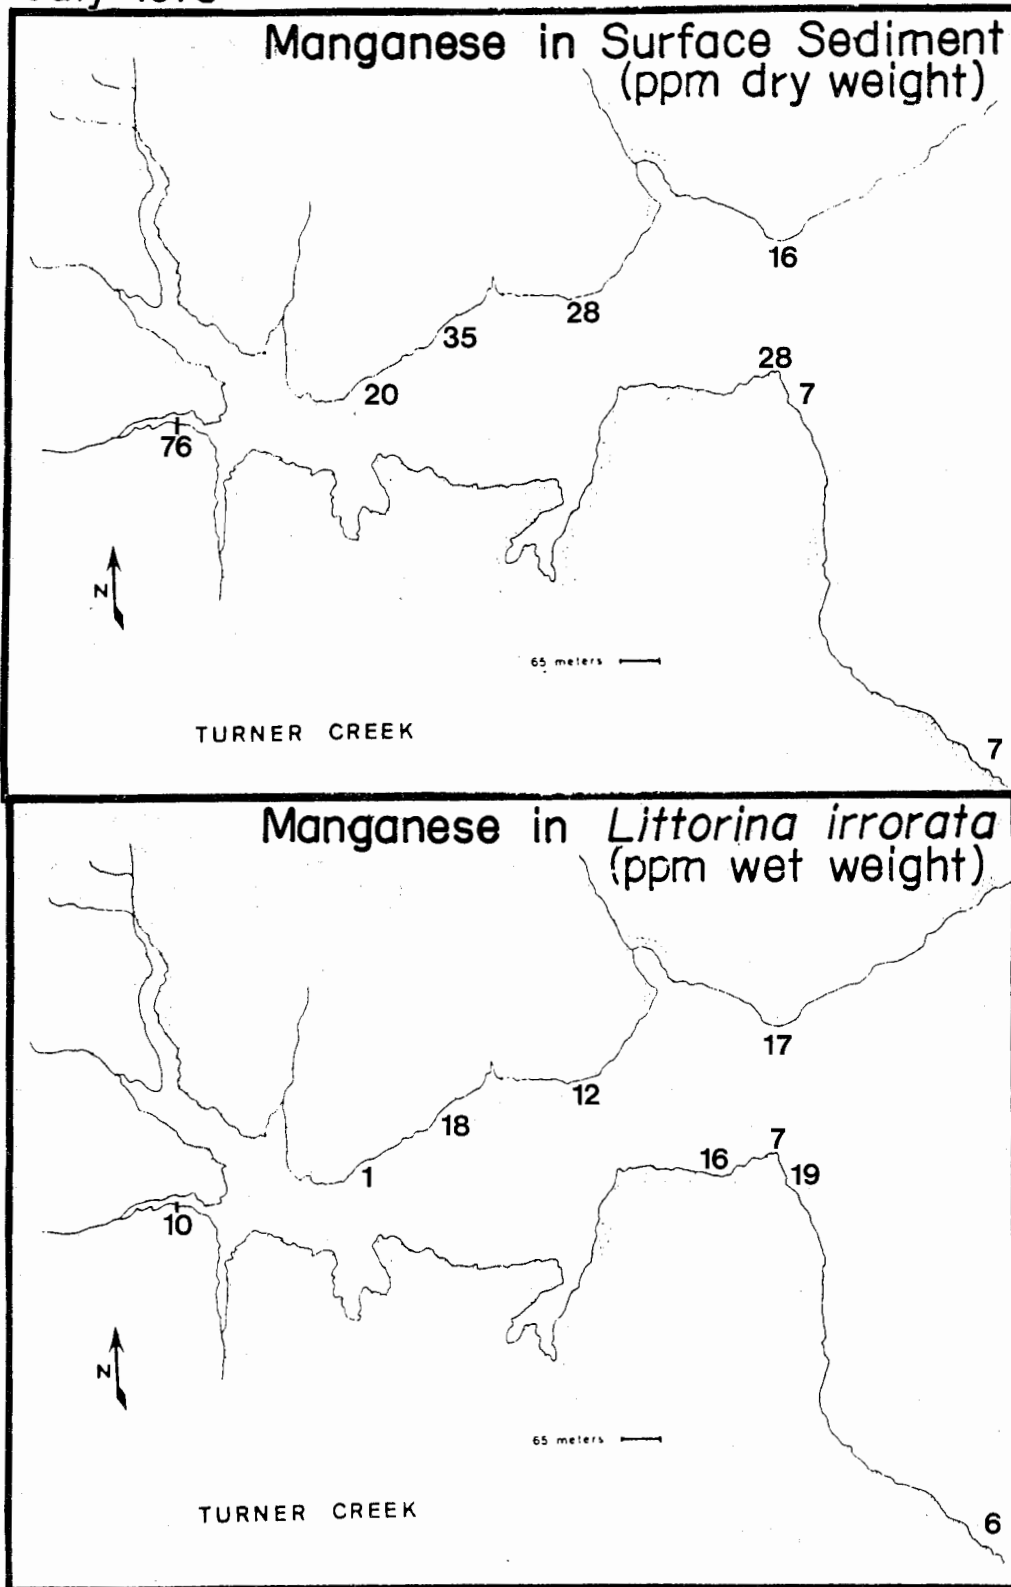 Manganese in Surface Sediment
(ppm dry weight)
16
28
35
28
7
20
76
N
65 meters
TURNER CREEK
7
Manganese in Littorina irrorata
(ppm wet weight)
17
12
18
7
16
19
1
10
N
65 meters
TURNER CREEK
6